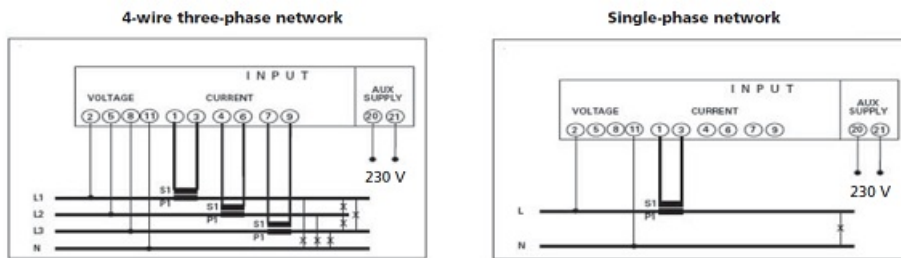 4-wire three-phase network
INPUT
VOLTAGE CURRENT AUX SUPPLY
2 5 8 11 1 3 4 6 7 9 20 21
230 V
S1
L1
P1
S1
L2
P1
S1
L3
P1
N
Single-phase network
INPUT
VOLTAGE CURRENT AUX SUPPLY
2 5 8 11 1 3 4 6 7 9 20 21
230 V
S1
L
P1
N